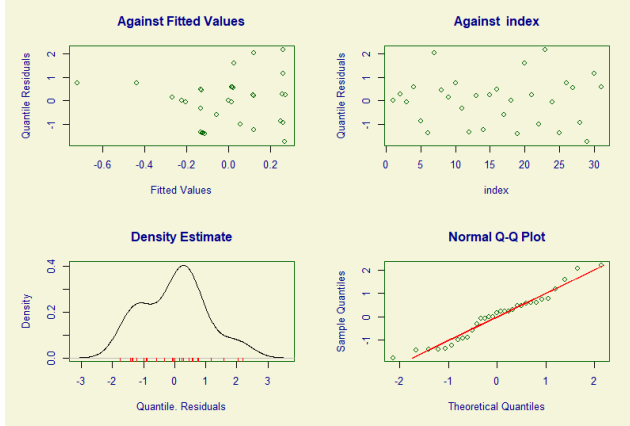 Against Fitted Values
Quantile Residuals
-1 0 1 2
-0.6 -0.4 -0.2 0.0 0.2
Fitted Values
Against index
Quantile Residuals
-1 0 1 2
0 5 10 15 20 25 30
index
Density Estimate
Density
0.0 0.2 0.4
-3 -2 -1 0 1 2 3
Quantile. Residuals
Normal Q-Q Plot
Sample Quantiles
-1 0 1 2
-2 -1 0 1 2
Theoretical Quantiles